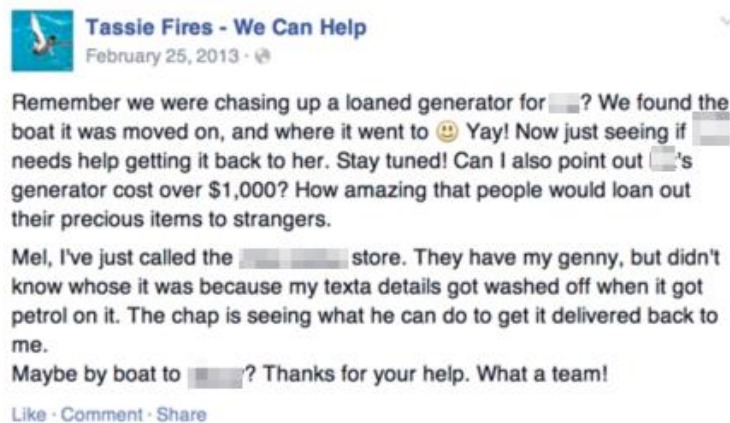 Tassie Fires - We Can Help
February 25, 2013 ·
Remember we were chasing up a loaned generator for ? We found the
boat it was moved on, and where it went to 😃 Yay! Now just seeing if
needs help getting it back to her. Stay tuned! Can I also point out 's
generator cost over $1,000? How amazing that people would loan out
their precious items to strangers.
Mel, I've just called the store. They have my genny, but didn't
know whose it was because my texta details got washed off when it got
petrol on it. The chap is seeing what he can do to get it delivered back to
me.
Maybe by boat to ? Thanks for your help. What a team!
Like · Comment · Share